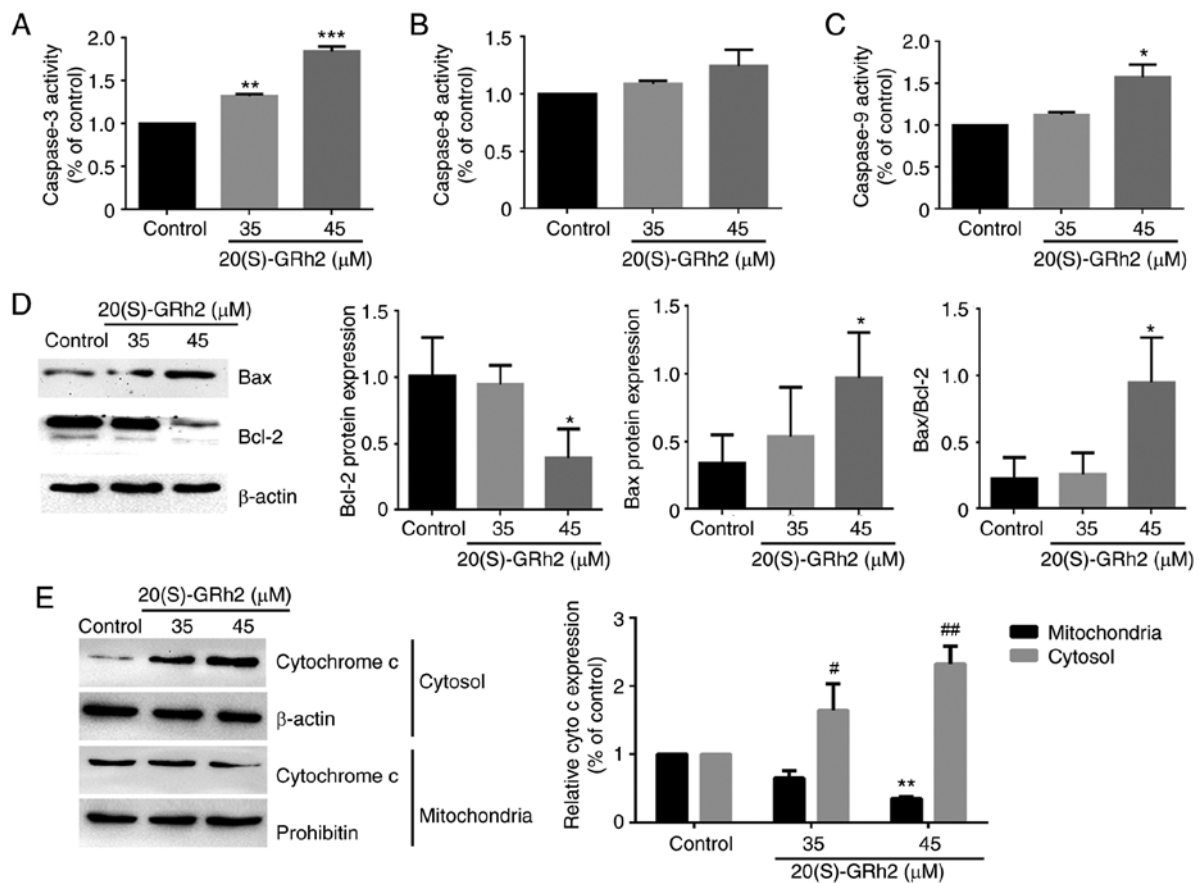 A
Caspase-3 activity
(% of control)
2.0
1.5
1.0
0.5
0
**
***
Control
35
45
20(S)-GRh2 (μM)
B
Caspase-8 activity
(% of control)
1.5
1.0
0.5
0
Control
35
45
20(S)-GRh2 (μM)
C
Caspase-9 activity
(% of control)
2.0
1.5
1.0
0.5
0
*
Control
35
45
20(S)-GRh2 (μM)
D
20(S)-GRh2 (μM)
Control
35
45
Bax
Bcl-2
β-actin
Bcl-2 protein expression
1.5
1.0
0.5
0
*
Control
35
45
20(S)-GRh2 (μM)
Bax protein expression
1.5
1.0
0.5
0
*
Control
35
45
20(S)-GRh2 (μM)
Bax/Bcl-2
1.5
1.0
0.5
0
*
Control
35
45
20(S)-GRh2 (μM)
E
20(S)-GRh2 (μM)
Control
35
45
Cytochrome c
β-actin
Cytosol
Cytochrome c
Prohibitin
Mitochondria
Relative cyto c expression
(% of control)
3
2
1
0
#
**
##
Control
35
45
20(S)-GRh2 (μM)
Mitochondria
Cytosol